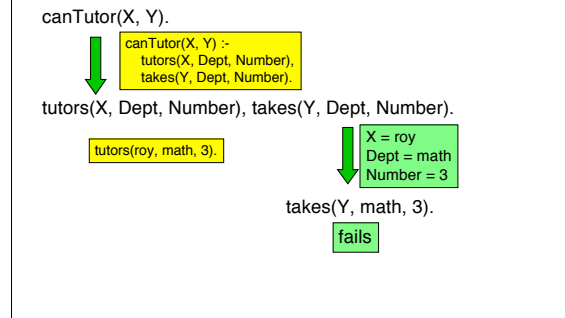 canTutor(X, Y).
canTutor(X, Y) :-
tutors(X, Dept, Number),
takes(Y, Dept, Number).
tutors(X, Dept, Number), takes(Y, Dept, Number).
tutors(roy, math, 3).
X = roy
Dept = math
Number = 3
takes(Y, math, 3).
fails